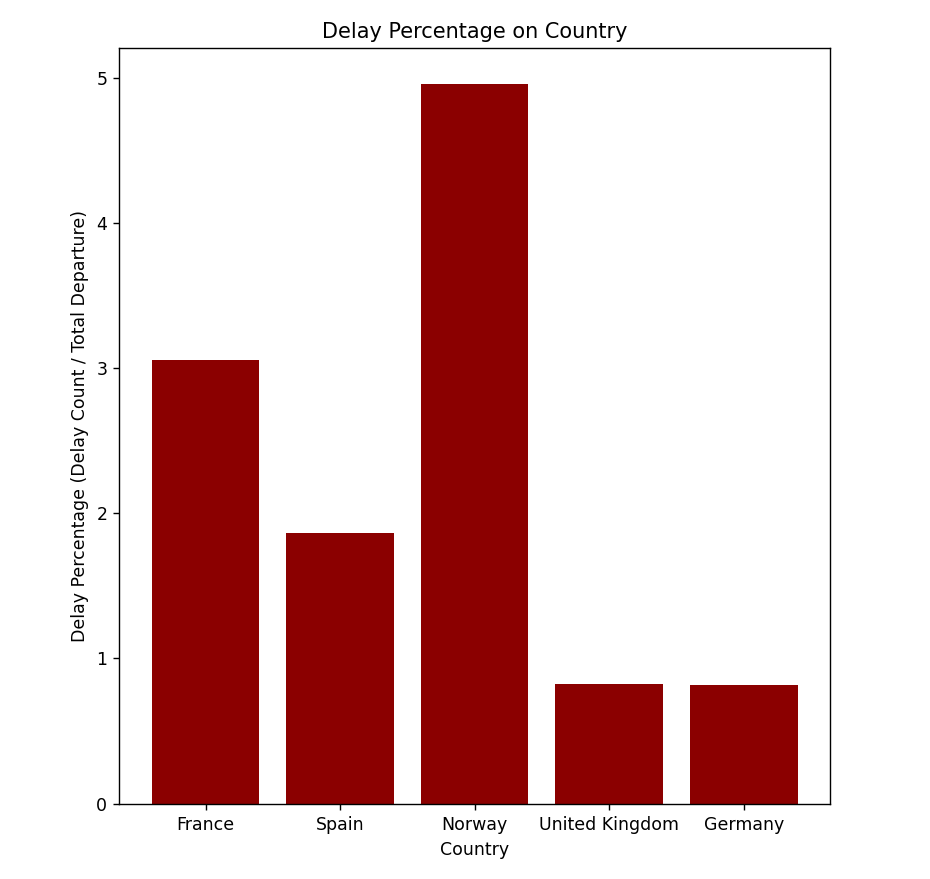 Delay Percentage on Country
Delay Percentage (Delay Count / Total Departure)
5
4
3
2
1
0
France Spain Norway United Kingdom Germany
Country